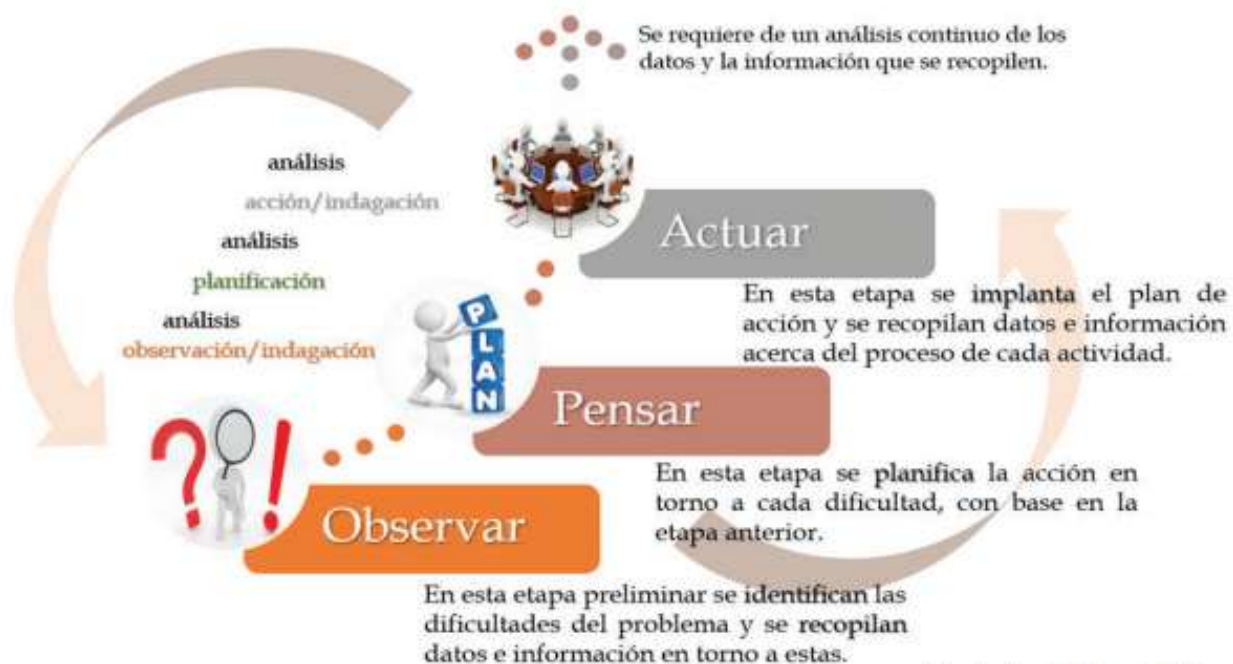 Se requiere de un análisis continuo de los
datos y la información que se recopilen.
análisis
acción/indagación
análisis
planificación
análisis
observación/indagación
Actuar
En esta etapa se implanta el plan de
acción y se recopilan datos e información
acerca del proceso de cada actividad.
PLAN
Pensar
En esta etapa se planifica la acción en
torno a cada dificultad, con base en la
etapa anterior.
?!
Observar
En esta etapa preliminar se identifican las
dificultades del problema y se recopilan
datos e información en torno a estas.